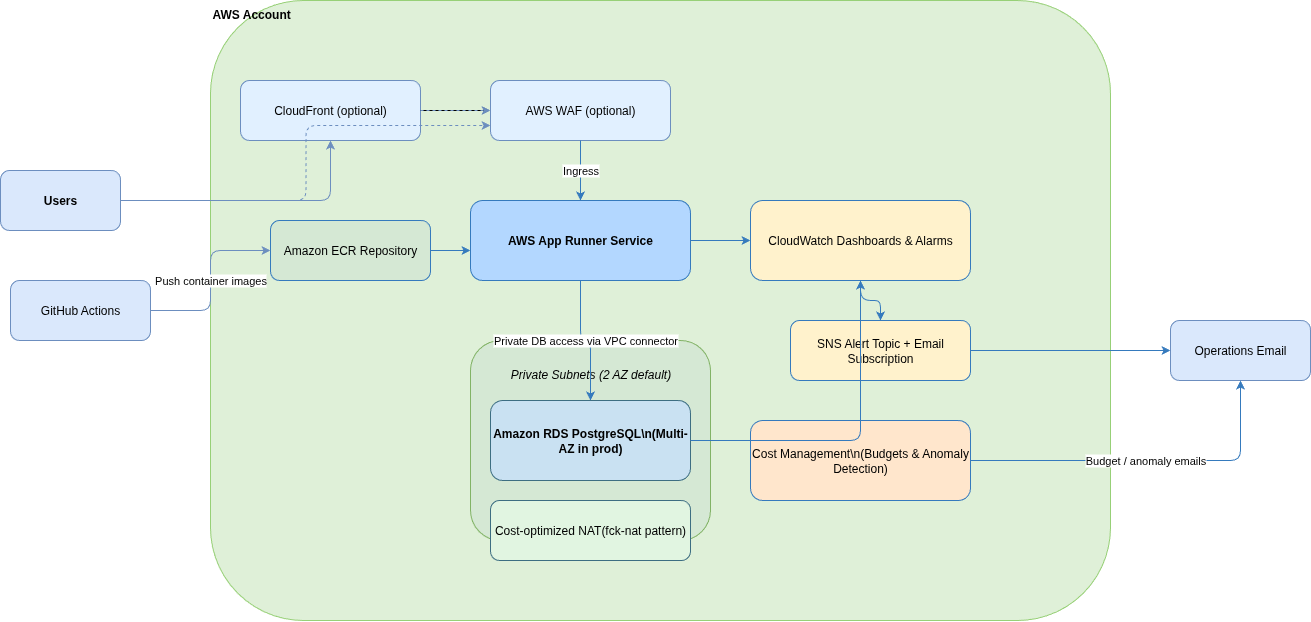 AWS Account
CloudFront (optional)
AWS WAF (optional)
Ingress
Users
AWS App Runner Service
CloudWatch Dashboards & Alarms
Amazon ECR Repository
Push container images
GitHub Actions
Private DB access via VPC connector
SNS Alert Topic + Email
Subscription
Operations Email
Private Subnets (2 AZ default)
Amazon RDS PostgreSQL\n(Multi-
AZ in prod)
Cost Management\n(Budgets & Anomaly
Detection)
Budget / anomaly emails
Cost-optimized NAT(fck-nat pattern)